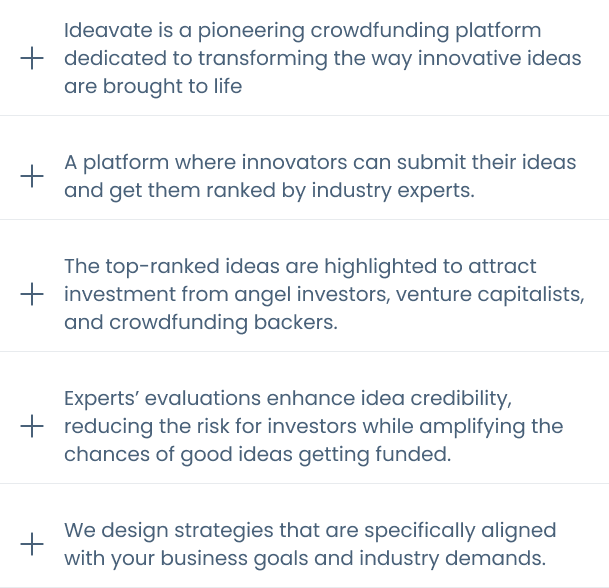 Ideavate is a pioneering crowdfunding platform
dedicated to transforming the way innovative ideas
are brought to life
A platform where innovators can submit their ideas
and get them ranked by industry experts.
The top-ranked ideas are highlighted to attract
investment from angel investors, venture capitalists,
and crowdfunding backers.
Experts’ evaluations enhance idea credibility,
reducing the risk for investors while amplifying the
chances of good ideas getting funded.
We design strategies that are specifically aligned
with your business goals and industry demands.